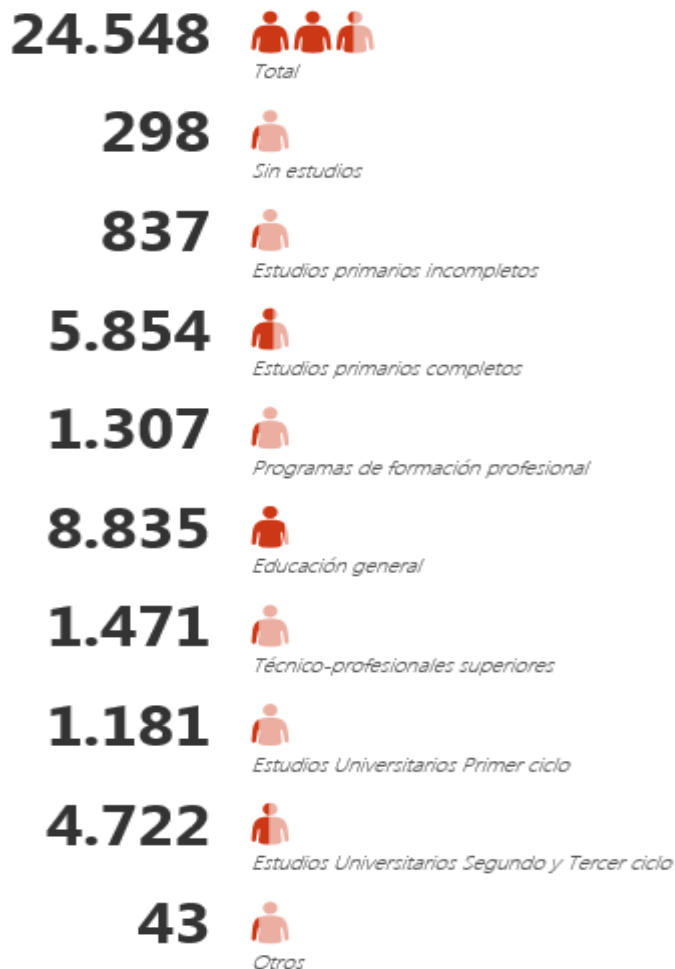 24.548
Total
298
Sin estudios
837
Estudios primarios incompletos
5.854
Estudios primarios completos
1.307
Programas de formación profesional
8.835
Educación general
1.471
Técnico-profesionales superiores
1.181
Estudios Universitarios Primer ciclo
4.722
Estudios Universitarios Segundo y Tercer ciclo
43
Otros